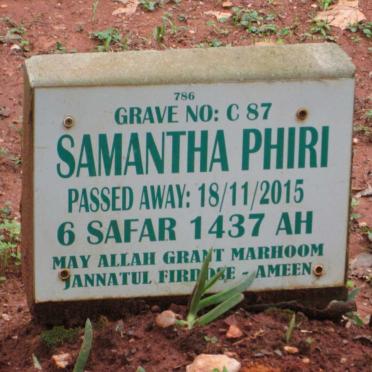 786
GRAVE NO: C 87
SAMANTHA PHIRI
PASSED AWAY: 18/11/2015
6 SAFAR 1437 AH
MAY ALLAH GRANT MARHOOM
JANNATUL FIRDOSE - AMEEN